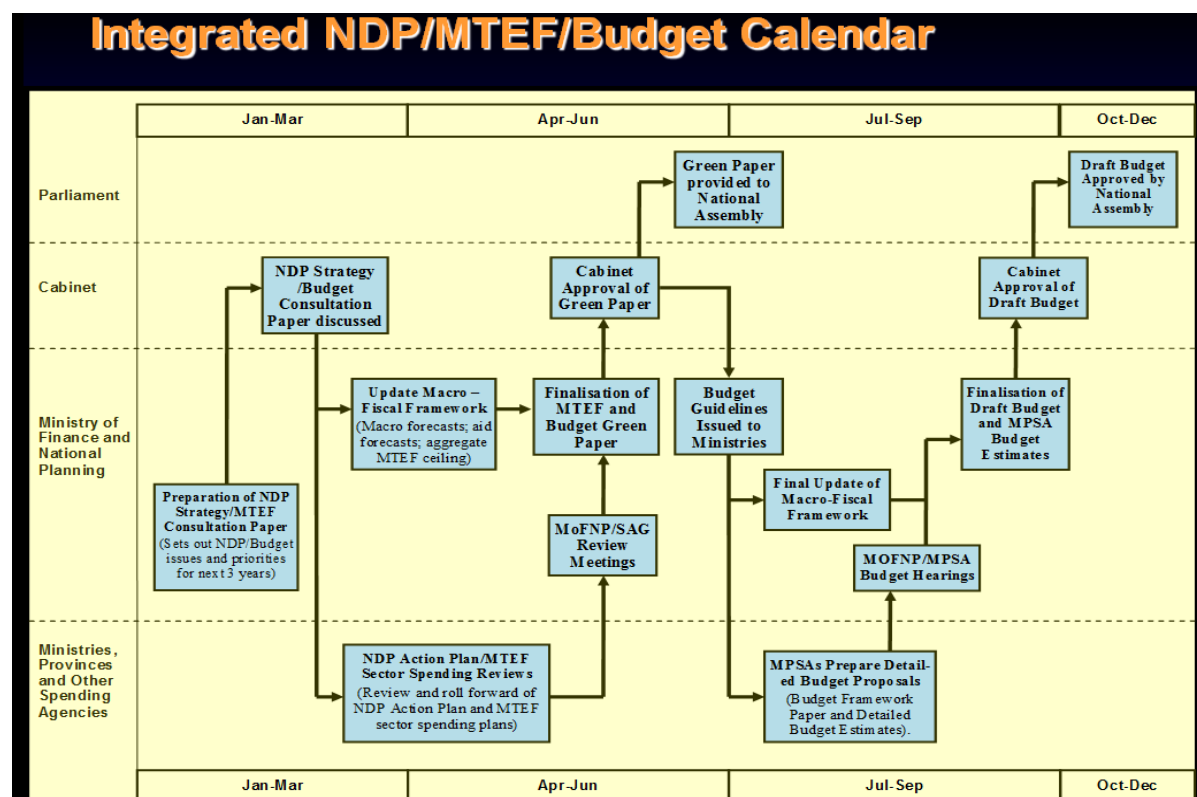 Integrated NDP/MTEF/Budget Calendar
Jan-Mar
Apr-Jun
Jul-Sep
Oct-Dec
Parliament
Green Paper
provided to
National
Assembly
Draft Budget
Approved by
National
Assembly
Cabinet
NDP Strategy
/Budget
Consultation
Paper discussed
Cabinet
Approval of
Green Paper
Cabinet
Approval of
Draft Budget
Ministry of
Finance and
National
Planning
Preparation of NDP
Strategy/MTEF
Consultation Paper
(Sets out NDP/Budget
issues and priorities
for next 3 years)
Update Macro –
Fiscal Framework
(Macro forecasts; aid
forecasts; aggregate
MTEF ceiling)
Finalisation of
MTEF and
Budget Green
Paper
MoFNP/SAG
Review
Meetings
Budget
Guidelines
Issued to
Ministries
Final Update of
Macro-Fiscal
Framework
MOFNP/MPSA
Budget Hearings
Finalisation of
Draft Budget
and MPSA
Budget
Estimates
Ministries,
Provinces
and Other
Spending
Agencies
NDP Action Plan/MTEF
Sector Spending Reviews
(Review and roll forward of
NDP Action Plan and MTEF
sector spending plans)
MPSAs Prepare Detail-
ed Budget Proposals
(Budget Framework
Paper and Detailed
Budget Estimates).
Jan-Mar
Apr-Jun
Jul-Sep
Oct-Dec